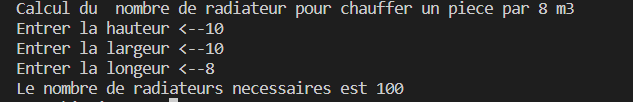 Calcul du  nombre de radiateur pour chauffer un piece par 8 m3
Entrer la hauteur <--10
Entrer la largeur <--10
Entrer la longeur <--8
Le nombre de radiateurs necessaires est 100